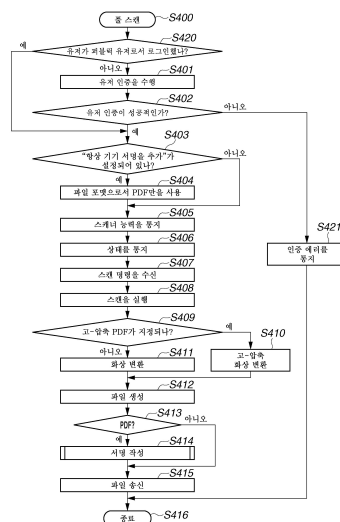 풀 스캔
S400
S420
예
유저가 퍼블릭 유저로서 로그인했나?
아니오
S401
유저 인증을 수행
S402
유저 인증이 성공적인가?
아니오
예
S403
"항상 기기 서명을 추가"가
설정되어 있나?
아니오
예
S404
파일 포맷으로서 PDF만을 사용
S405
스캐너 능력을 통지
S406
상태를 통지
S407
스캔 명령을 수신
S408
스캔을 실행
S421
인증 에러를
통지
S409
고-압축 PDF가 지정되나?
예
S410
고-압축
화상 변환
아니오
S411
화상 변환
S412
파일 생성
S413
PDF?
아니오
예
S414
서명 작성
S415
파일 송신
종료
S416